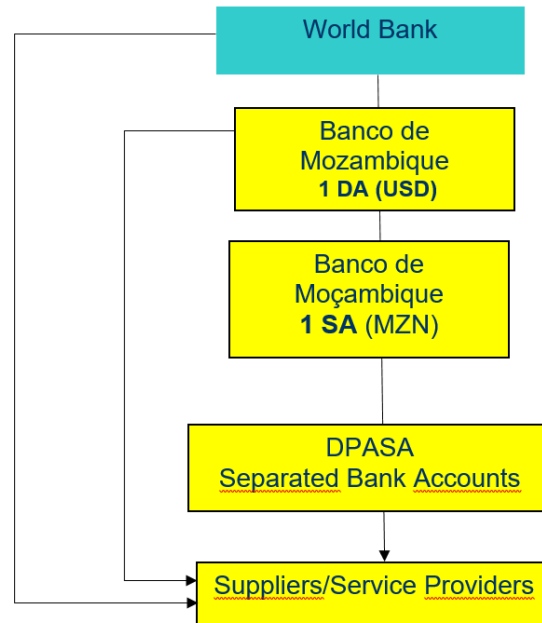 World Bank
Banco de
Mozambique
1 DA (USD)
Banco de
Moçambique
1 SA (MZN)
DPASA
Separated Bank Accounts
Suppliers/Service Providers